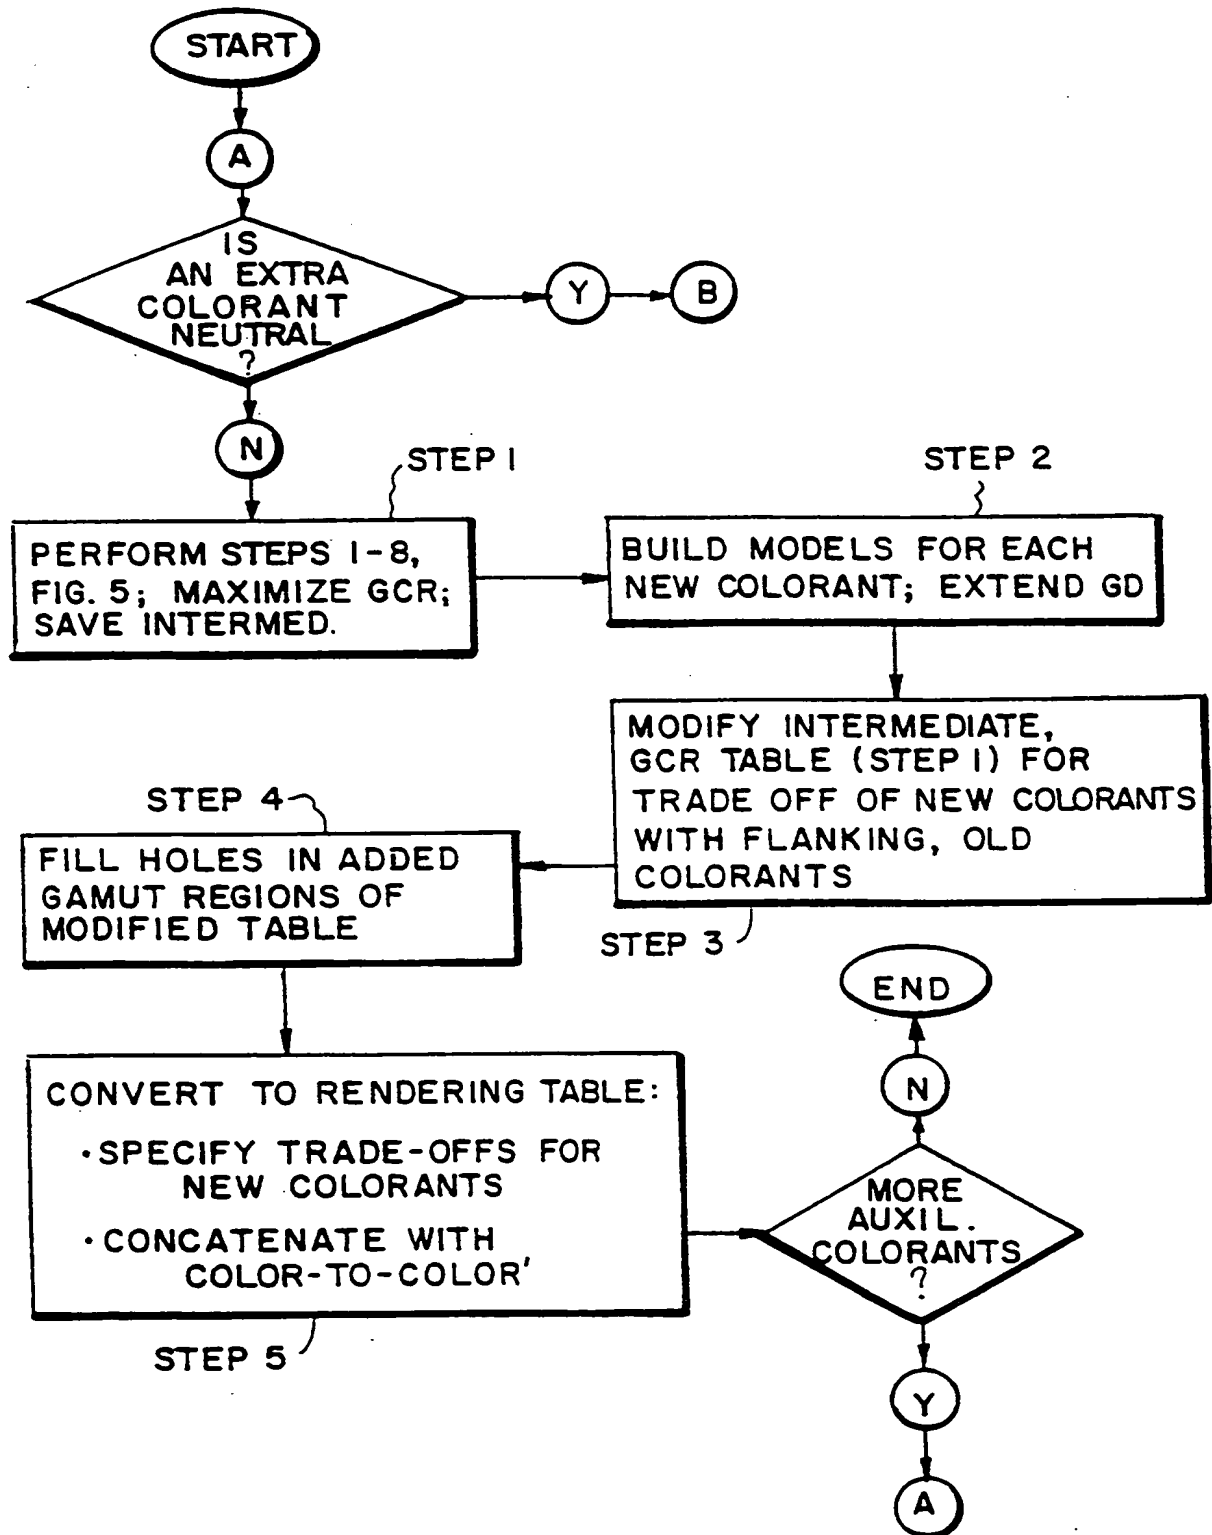 START
A
IS
AN EXTRA
COLORANT
NEUTRAL
?
Y
B
N
STEP 1
PERFORM STEPS 1-8,
FIG. 5; MAXIMIZE GCR;
SAVE INTERMED.
STEP 2
BUILD MODELS FOR EACH
NEW COLORANT; EXTEND GD
MODIFY INTERMEDIATE,
GCR TABLE (STEP 1) FOR
TRADE OFF OF NEW COLORANTS
WITH FLANKING, OLD
COLORANTS
STEP 3
STEP 4
FILL HOLES IN ADDED
GAMUT REGIONS OF
MODIFIED TABLE
CONVERT TO RENDERING TABLE:
•SPECIFY TRADE-OFFS FOR
NEW COLORANTS
•CONCATENATE WITH
COLOR-TO-COLOR'
STEP 5
END
N
MORE
AUXIL.
COLORANTS
?
Y
A